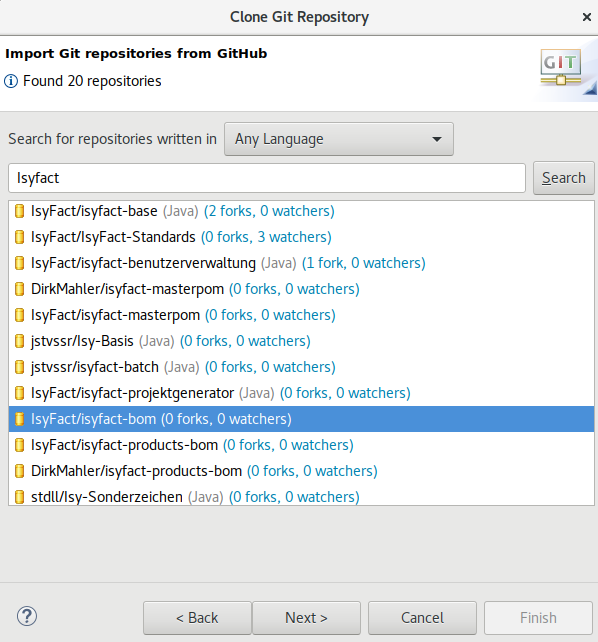 Clone Git Repository
Import Git repositories from GitHub
Found 20 repositories
GIT
Search for repositories written in Any Language
Isyfact Search
IsyFact/isyfact-base (Java) (2 forks, 0 watchers)
IsyFact/IsyFact-Standards (0 forks, 3 watchers)
IsyFact/isyfact-benutzerverwaltung (Java) (1 fork, 0 watchers)
DirkMahler/isyfact-masterpom (0 forks, 0 watchers)
IsyFact/isyfact-masterpom (0 forks, 0 watchers)
jstvssr/Isy-Basis (Java) (0 forks, 0 watchers)
jstvssr/isyfact-batch (Java) (0 forks, 0 watchers)
IsyFact/isyfact-projektgenerator (Java) (0 forks, 0 watchers)
IsyFact/isyfact-bom (0 forks, 0 watchers)
IsyFact/isyfact-products-bom (0 forks, 0 watchers)
DirkMahler/isyfact-products-bom (0 forks, 0 watchers)
stdll/Isy-Sonderzeichen (Java) (0 forks, 0 watchers)
? < Back Next > Cancel Finish